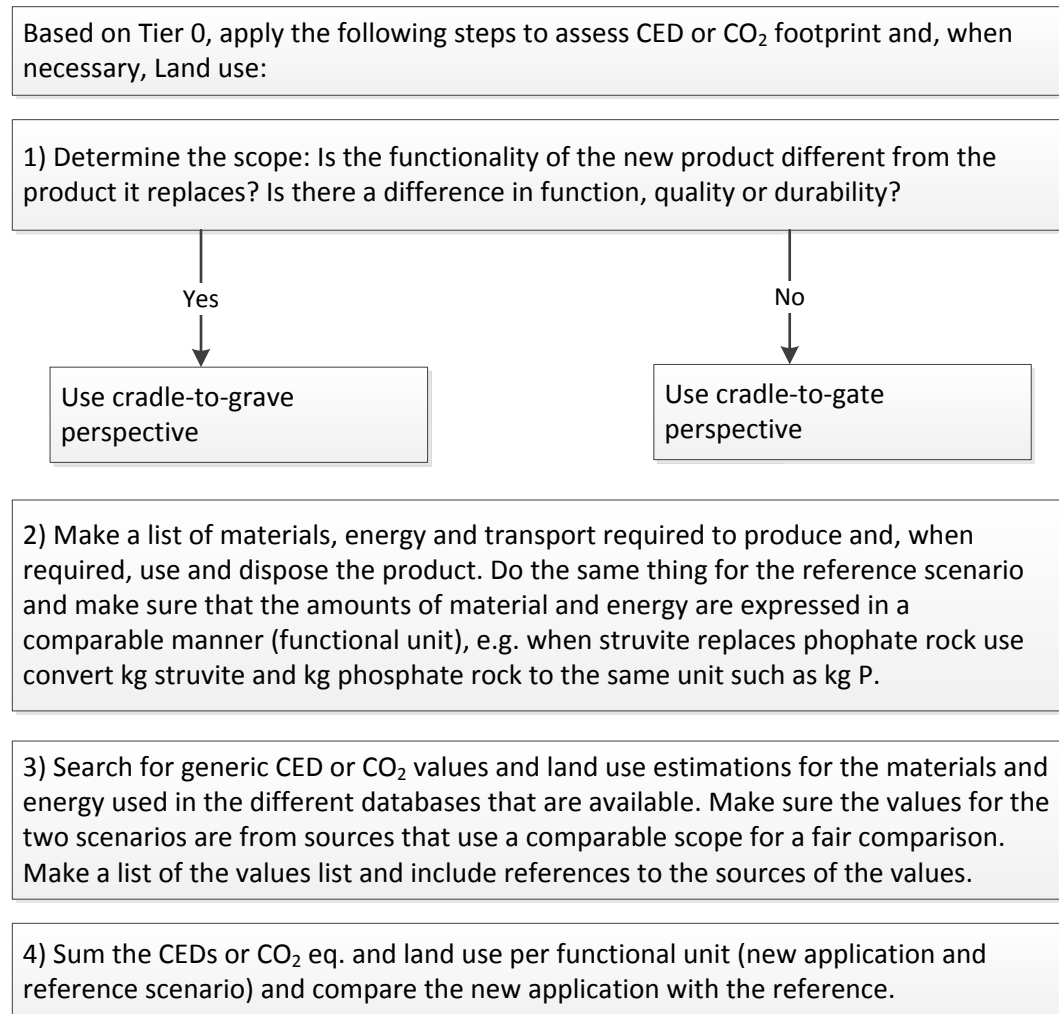 Based on Tier 0, apply the following steps to assess CED or CO₂ footprint and, when
necessary, Land use:
1) Determine the scope: Is the functionality of the new product different from the
product it replaces? Is there a difference in function, quality or durability?
Yes
No
Use cradle-to-grave
perspective
Use cradle-to-gate
perspective
2) Make a list of materials, energy and transport required to produce and, when
required, use and dispose the product. Do the same thing for the reference scenario
and make sure that the amounts of material and energy are expressed in a
comparable manner (functional unit), e.g. when struvite replaces phophate rock use
convert kg struvite and kg phosphate rock to the same unit such as kg P.
3) Search for generic CED or CO₂ values and land use estimations for the materials and
energy used in the different databases that are available. Make sure the values for the
two scenarios are from sources that use a comparable scope for a fair comparison.
Make a list of the values list and include references to the sources of the values.
4) Sum the CEDs or CO₂ eq. and land use per functional unit (new application and
reference scenario) and compare the new application with the reference.